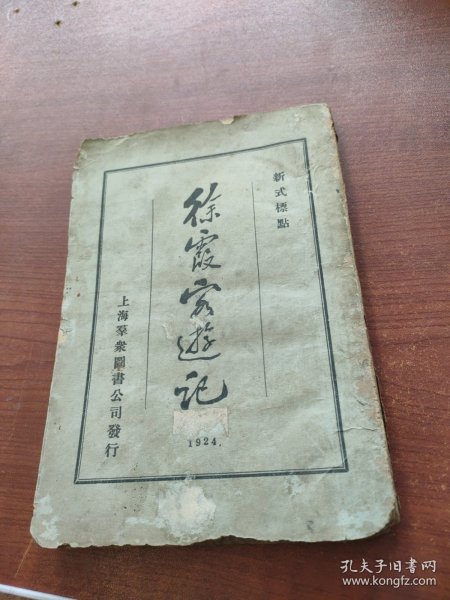 新式標點
徐霞客遊記
上海羣衆圖書公司發行
1924.
孔夫子旧书网
www.kongfz.com